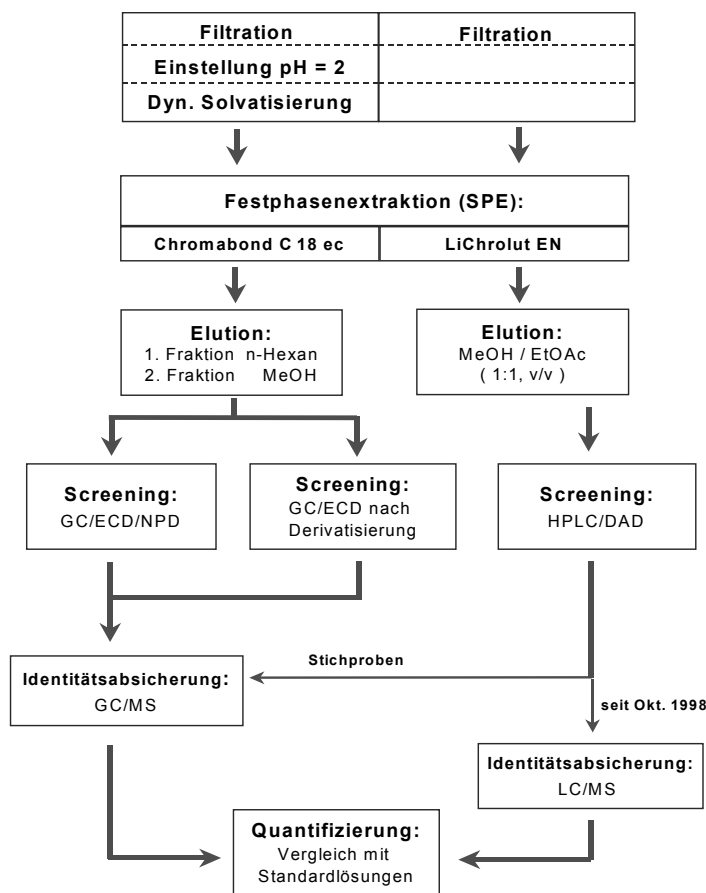 Filtration
Filtration
Einstellung pH = 2
Dyn. Solvatisierung
Festphasenextraktion (SPE):
Chromabond C 18 ec
LiChrolut EN
Elution:
1. Fraktion n-Hexan
2. Fraktion MeOH
Elution:
MeOH / EtOAc
( 1:1, v/v )
Screening:
GC/ECD/NPD
Screening:
GC/ECD nach
Derivatisierung
Screening:
HPLC/DAD
Stichproben
Identitätsabsicherung:
GC/MS
seit Okt. 1998
Identitätsabsicherung:
LC/MS
Quantifizierung:
Vergleich mit
Standardlösungen